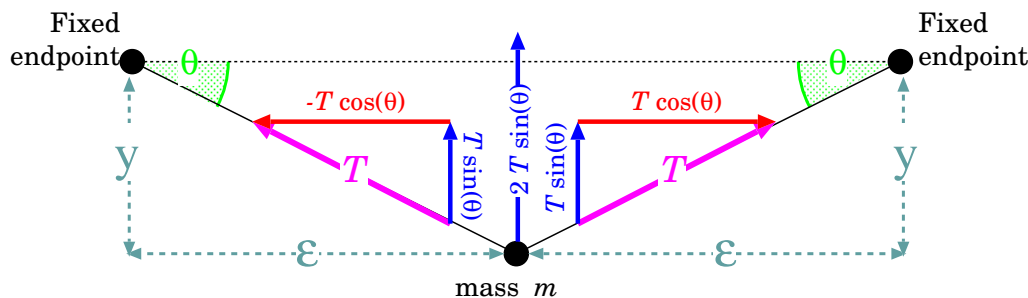 Fixed
endpoint
Fixed
endpoint
θ
θ
-T cos(θ)
T cos(θ)
T
T sin(θ))
2 T sin(θ)
T sin(θ)
T
y
y
ε
ε
mass m